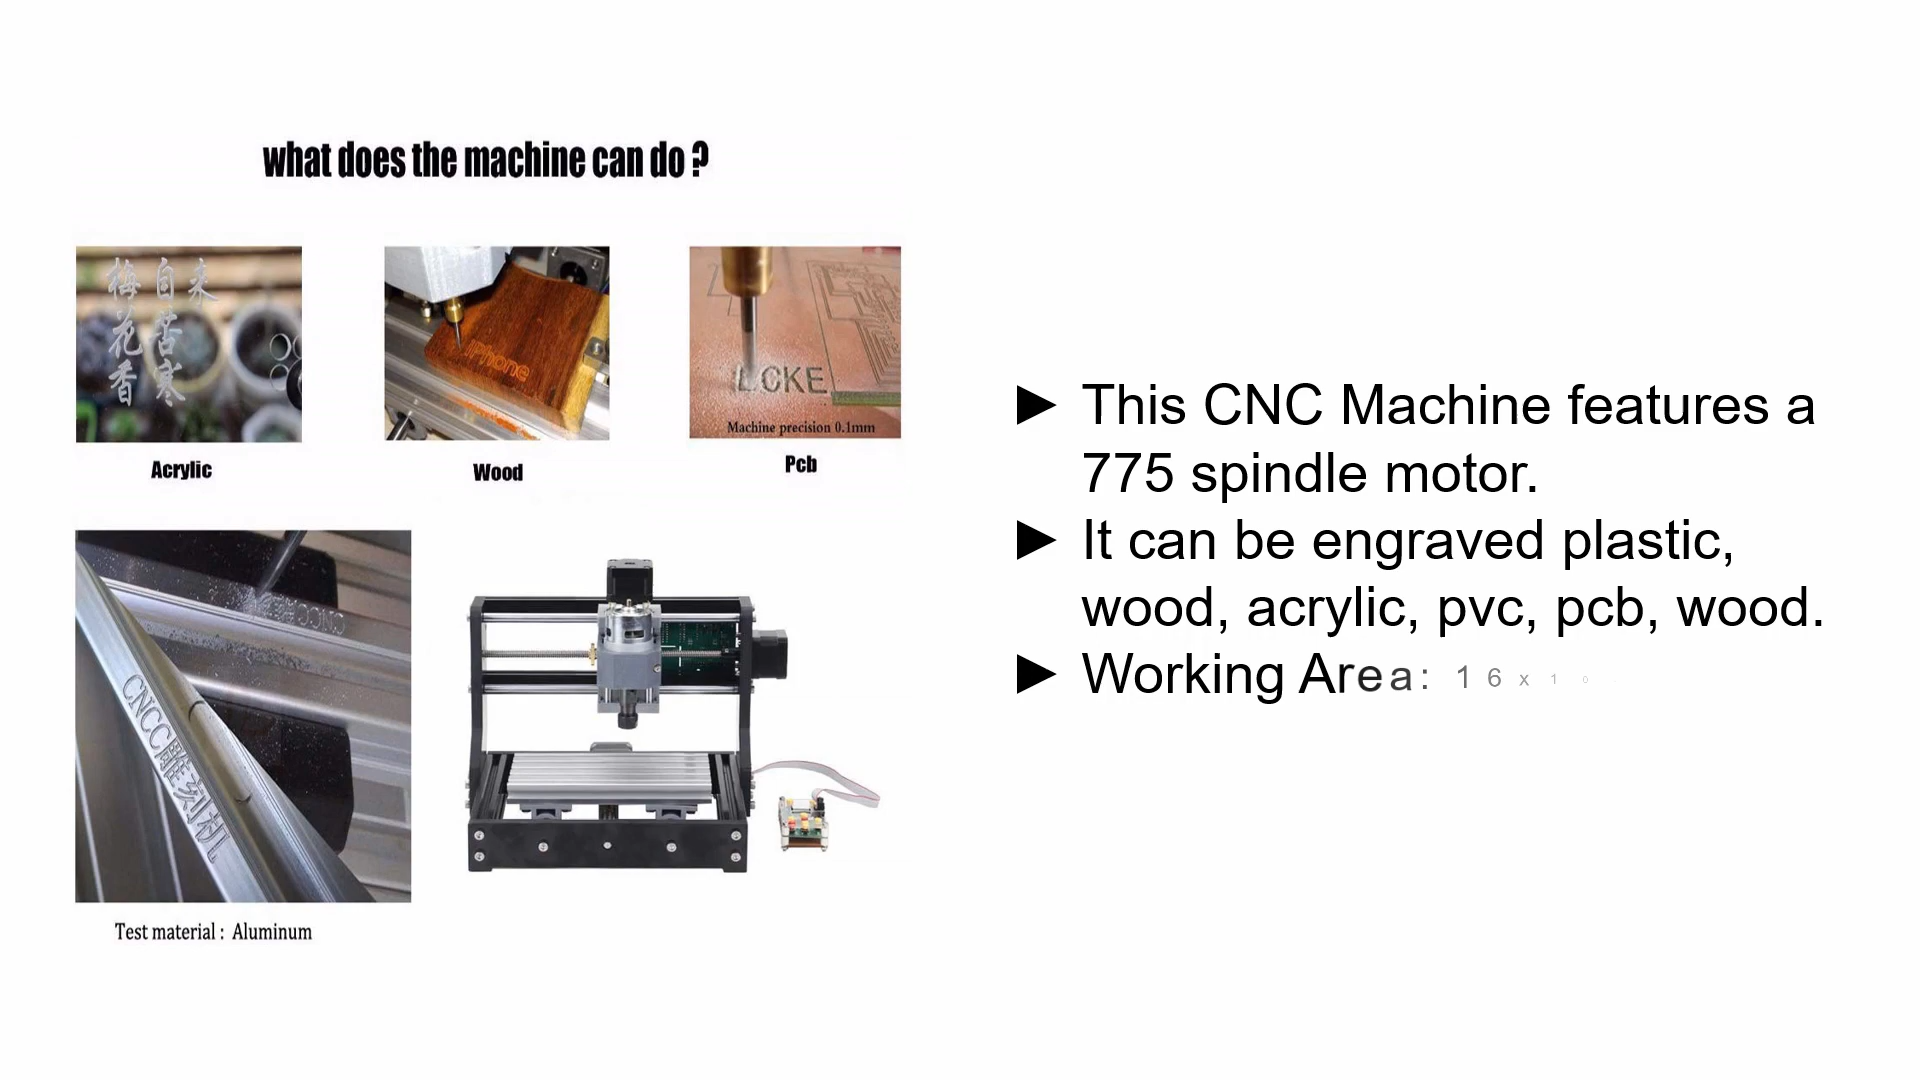 what does the machine can do ?
梅 自 来
花 苦
香 寒
iPhone
LCKE
Machine precision 0.1mm
Acrylic
Wood
Pcb
CNCC雕刻机
Test material : Aluminum
► This CNC Machine features a
775 spindle motor.
► It can be engraved plastic,
wood, acrylic, pvc, pcb, wood.
► Working Area: 16x10